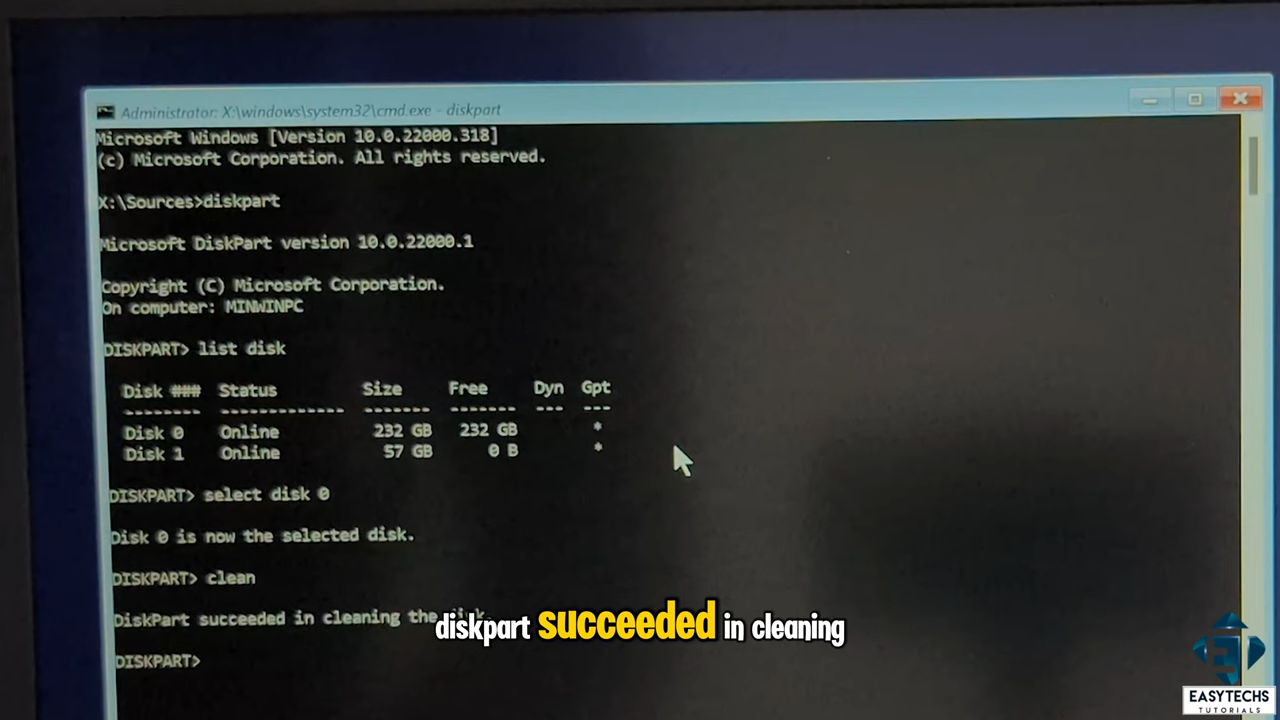 Administrator: X:\windows\system32\cmd.exe - diskpart
Microsoft Windows [Version 10.0.22000.318]
(c) Microsoft Corporation. All rights reserved.
X:\Sources>diskpart
Microsoft DiskPart version 10.0.22000.1
Copyright (C) Microsoft Corporation.
On computer: MINWINPC
DISKPART> list disk
Disk ### Status Size Free Dyn Gpt
-------- ------------- ------- ------- --- ---
Disk 0 Online 232 GB 232 GB *
Disk 1 Online 57 GB 0 B *
DISKPART> select disk 0
Disk 0 is now the selected disk.
DISKPART> clean
DiskPart succeeded in cleaning the disk.
diskpart succeeded in cleaning
DISKPART>
EASYTECHS
TUTORIALS